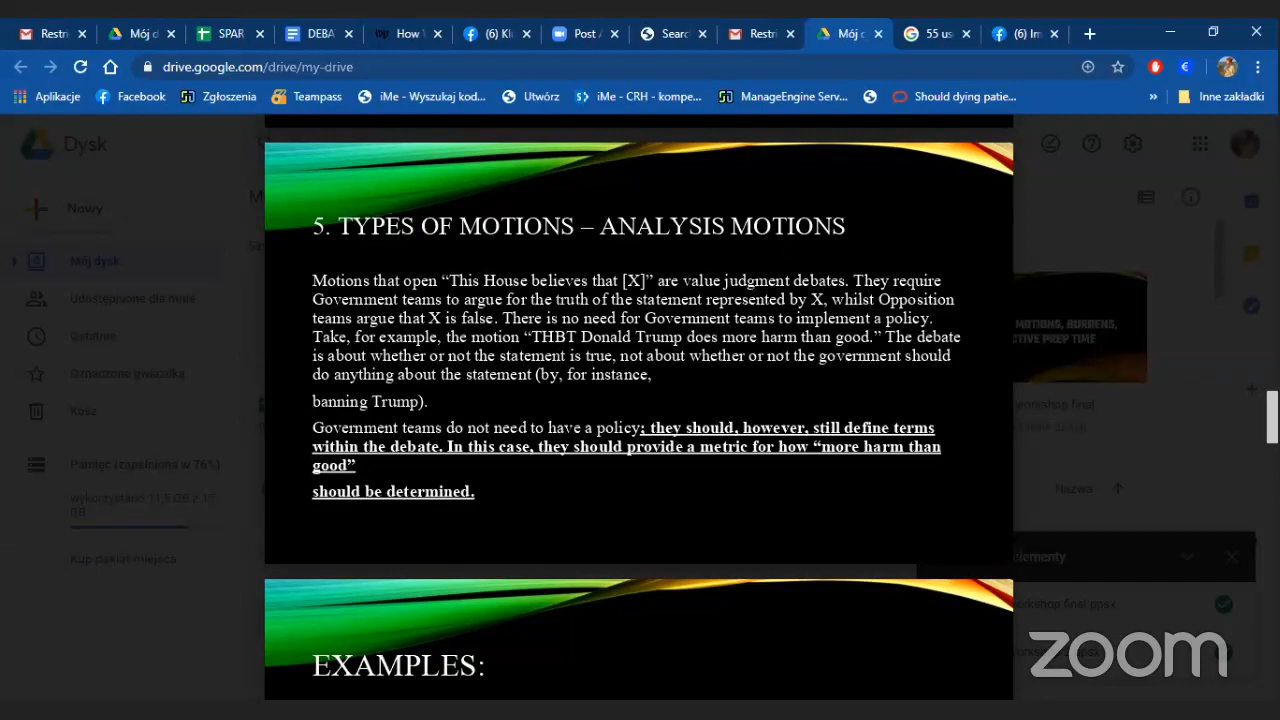 Restri
Mój d
SPAR
DEBA
How
(6) Kl
Post A
Searc
Restri
Mój d
55 us
(6) Im
drive.google.com/drive/my-drive
Aplikacje
Facebook
Zgłoszenia
Teampass
iMe - Wyszukaj kod...
Utwórz
iMe - CRH - kompe...
ManageEngine Serv...
Should dying patie...
»
Inne zakładki
Dysk
Nowy
Mój dysk
Udostępnione dla mnie
Ostatnie
Oznaczone gwiazdką
Kosz
Pamięć (zapełniona w 76%)
Kup pakiet miejsca
5. TYPES OF MOTIONS – ANALYSIS MOTIONS
Motions that open “This House believes that [X]” are value judgment debates. They require
Government teams to argue for the truth of the statement represented by X, whilst Opposition
teams argue that X is false. There is no need for Government teams to implement a policy.
Take, for example, the motion “THBT Donald Trump does more harm than good.” The debate
is about whether or not the statement is true, not about whether or not the government should
do anything about the statement (by, for instance,
banning Trump).
Government teams do not need to have a policy; they should, however, still define terms
within the debate. In this case, they should provide a metric for how “more harm than
good”
should be determined.
EXAMPLES:
MOTIONS, BURDENS,
CTIVE PREP TIME
workshop final
Nazwa
elementy
orkshop final.ppsx
zoom